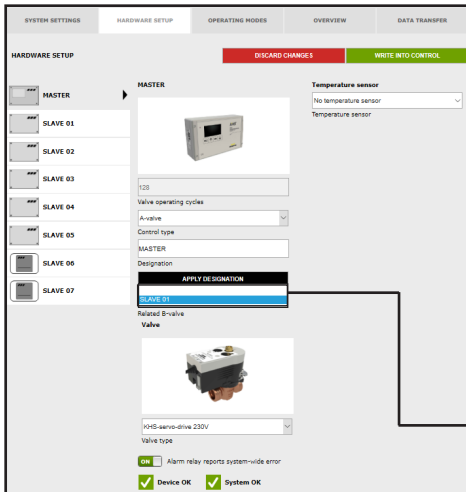 SYSTEM SETTINGS
HARDWARE SETUP
OPERATING MODES
OVERVIEW
DATA TRANSFER
HARDWARE SETUP
DISCARD CHANGES
WRITE INTO CONTROL
MASTER
SLAVE 01
SLAVE 02
SLAVE 03
SLAVE 04
SLAVE 05
SLAVE 06
SLAVE 07
MASTER
128
Valve operating cycles
A-valve
Control type
MASTER
Designation
APPLY DESIGNATION
SLAVE 01
Related B-valve
Valve
KHS-servo-drive 230V
Valve type
ON Alarm relay reports system-wide error
Device OK
System OK
Temperature sensor
No temperature sensor
Temperature sensor